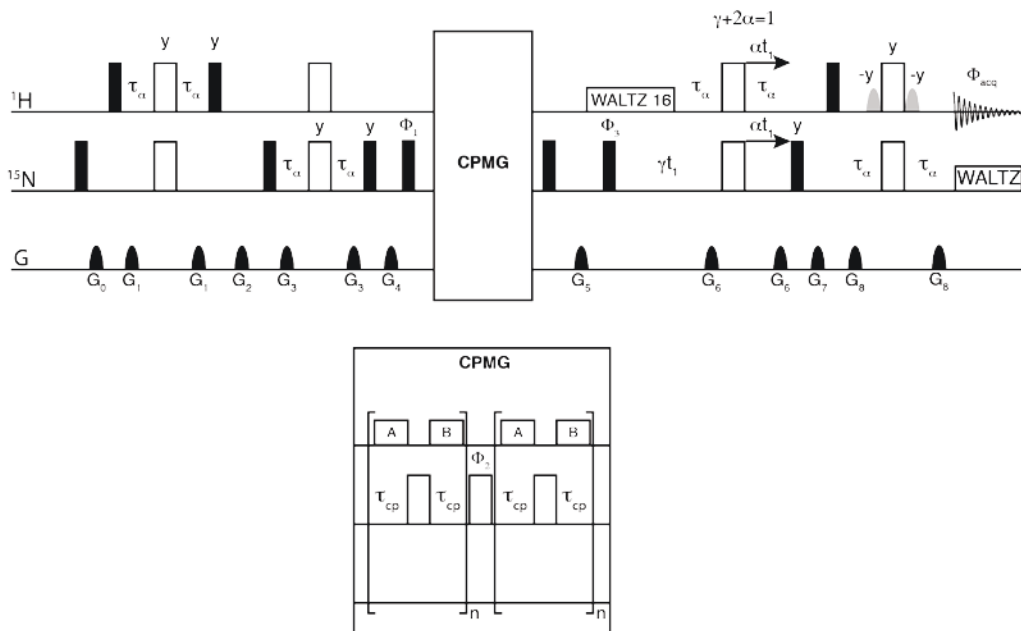 γ+2α=1
y y αt₁ y
τα τα τα τα -y -y Φacq
¹H WALTZ 16
y y Φ₁ Φ₃ αt₁ y
¹⁵N τα τα CPMG γt₁ τα τα WALTZ
G
G₀ G₁ G₁ G₂ G₃ G₃ G₄ G₅ G₆ G₆ G₇ G₈ G₈
CPMG
A B A B
Φ₂
τcp τcp τcp τcp
n n